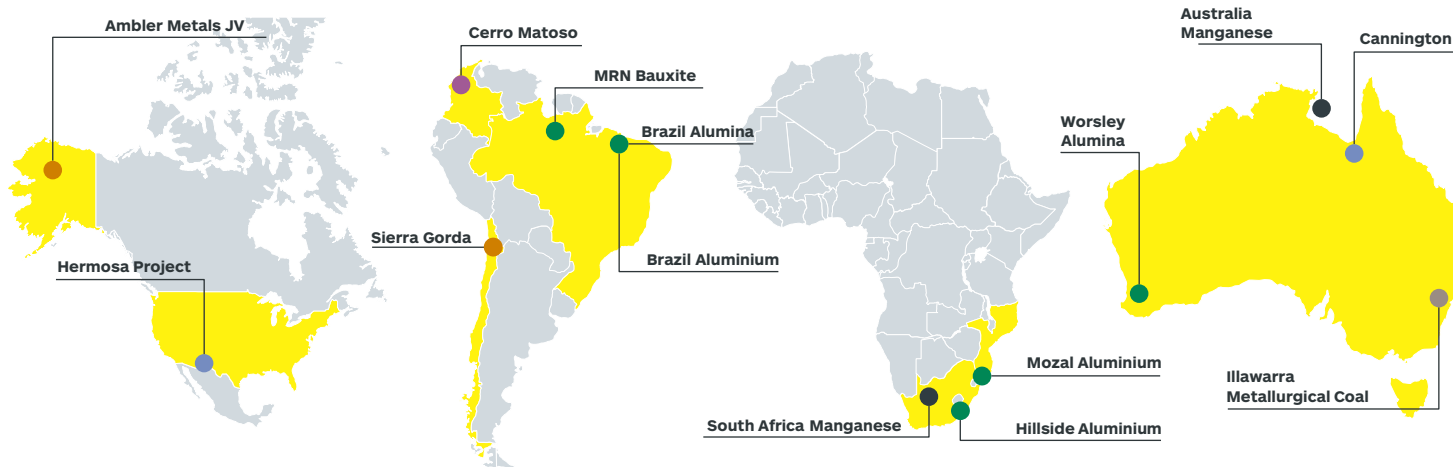 Ambler Metals JV
Hermosa Project
Cerro Matoso
MRN Bauxite
Brazil Alumina
Sierra Gorda
Brazil Aluminium
South Africa Manganese
Mozal Aluminium
Hillside Aluminium
Australia
Manganese
Cannington
Worsley
Alumina
Illawarra
Metallurgical Coal